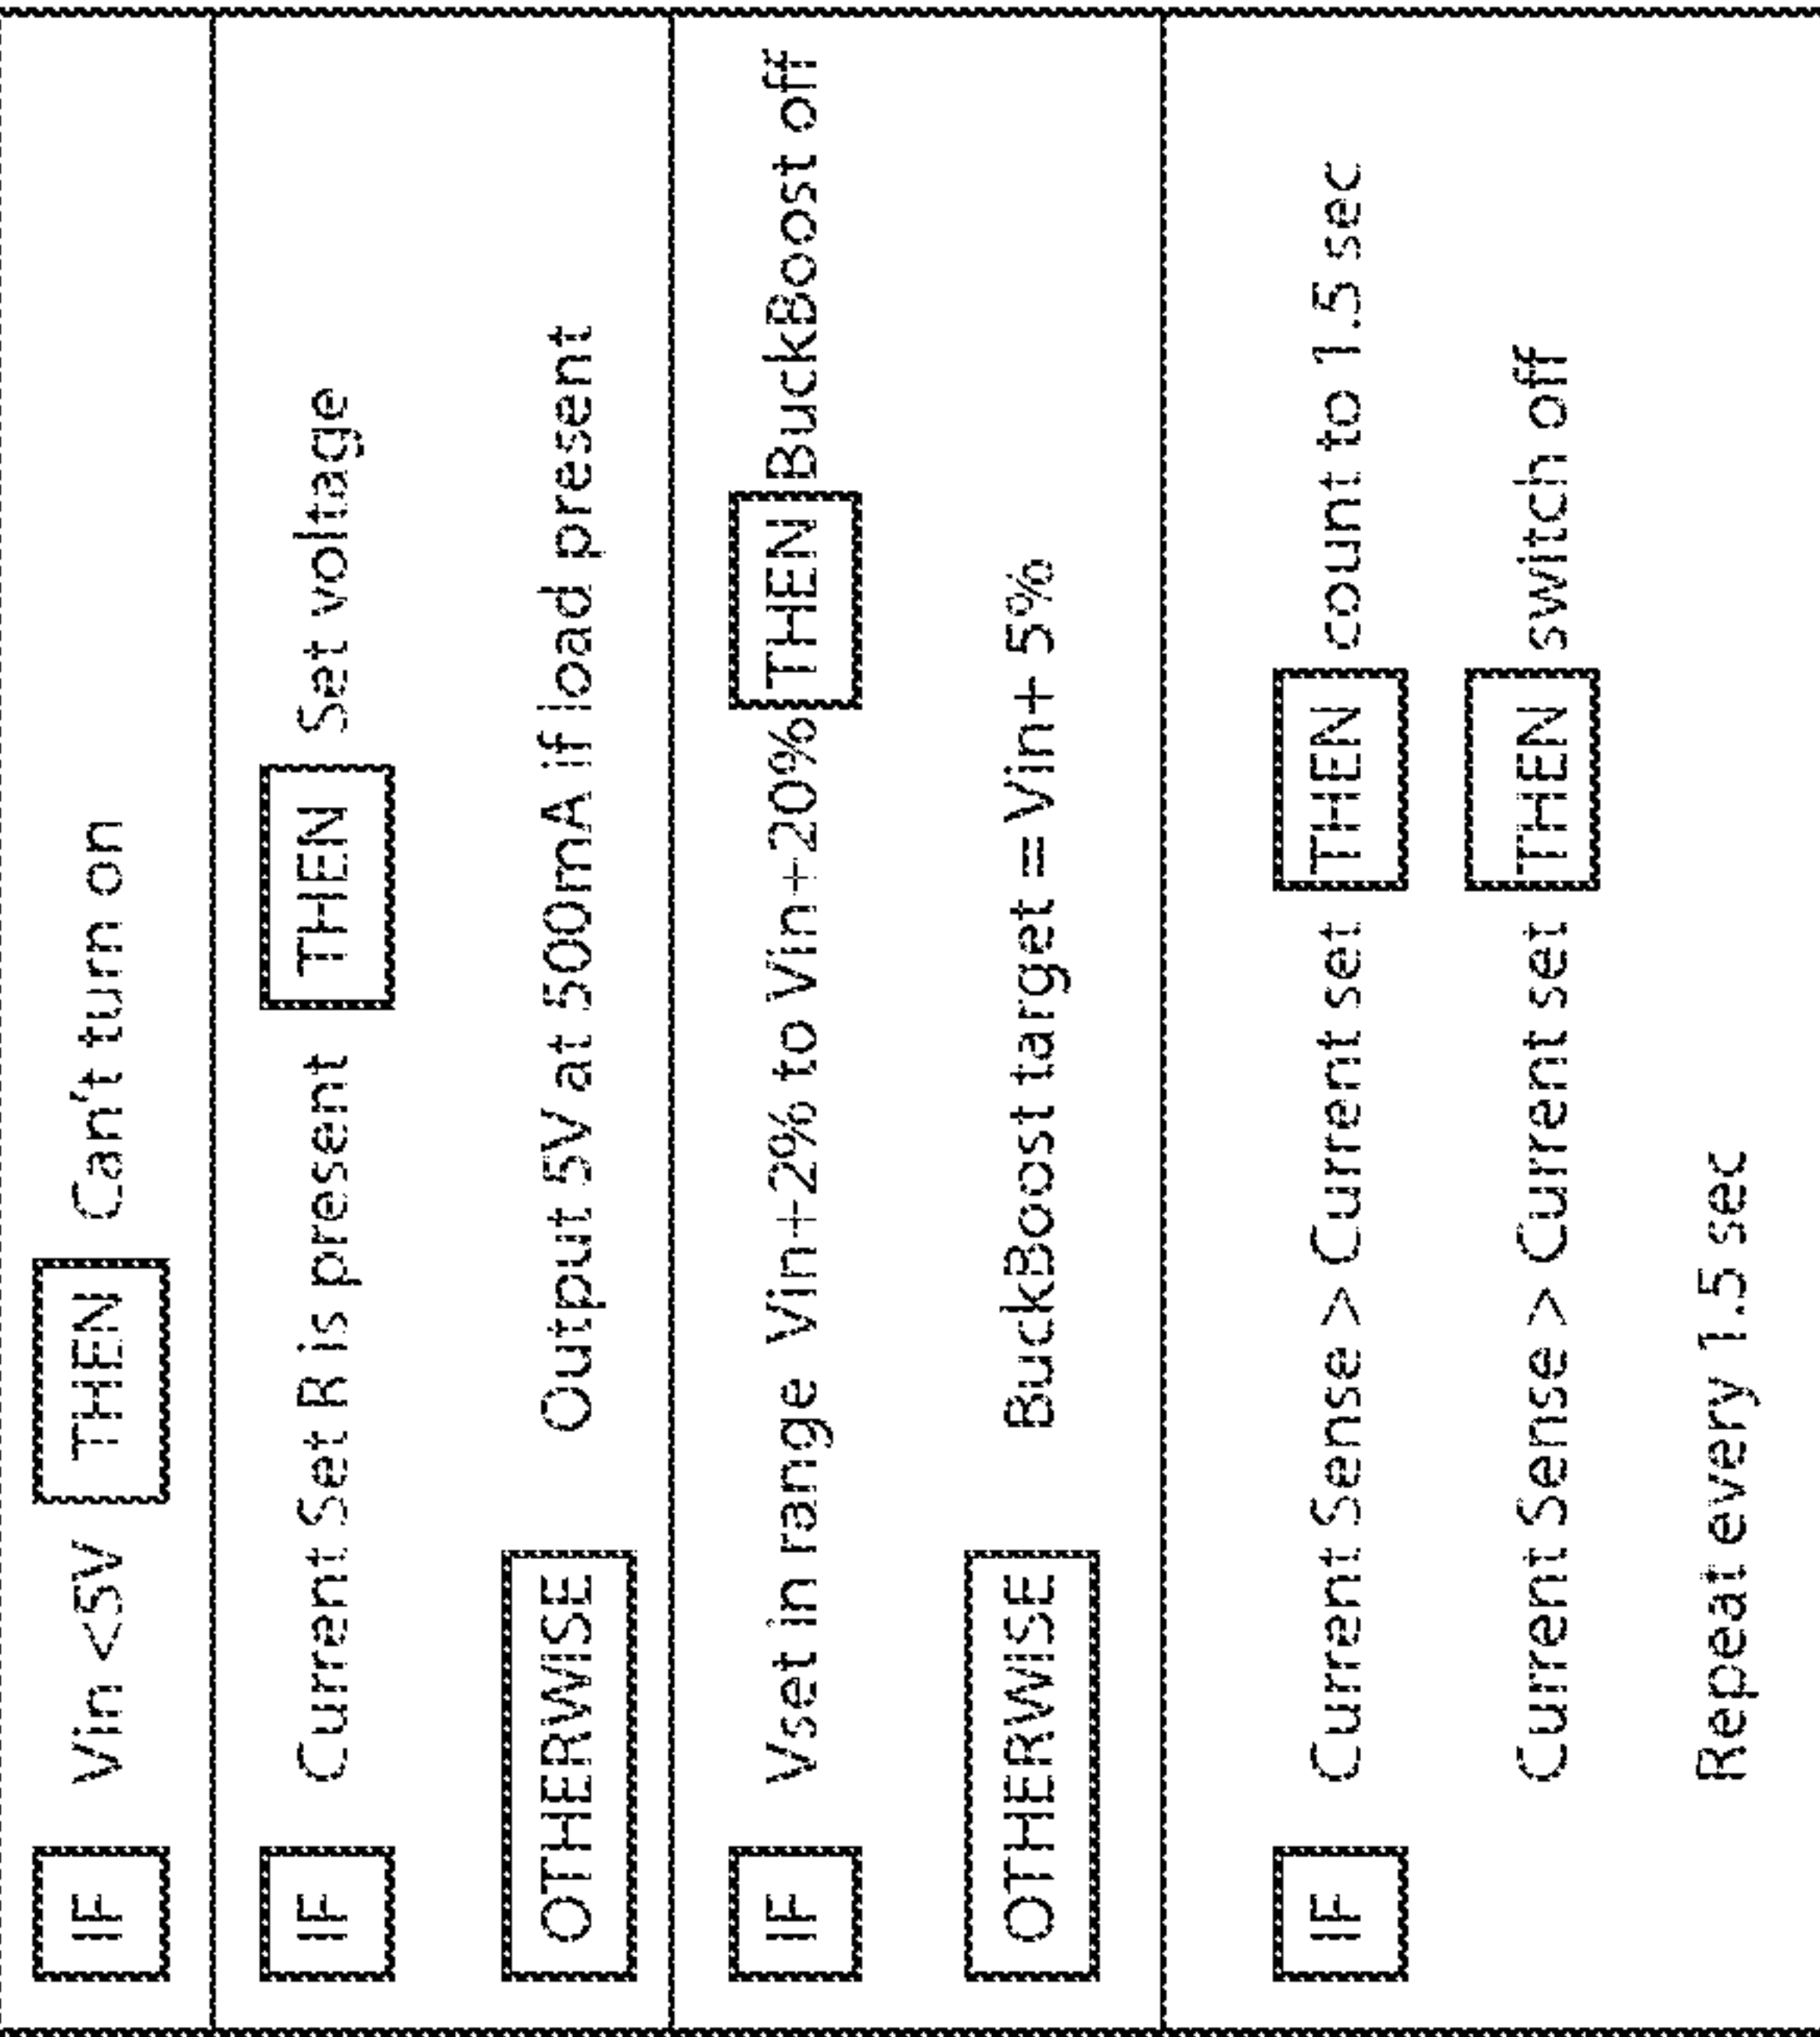 IF Vin <5V THEN Can't turn on
IF Current Set R is present THEN Set voltage
OTHERWISE Output 5V at 500mA if load present
IF Vset in range Vin+2% to Vin+20% THEN BuckBoost off
OTHERWISE BuckBoost target = Vin+ 5%
IF Current Sense > Current set THEN count to 1.5 sec
Current Sense > Current set THEN switch off
Repeat every 1.5 sec